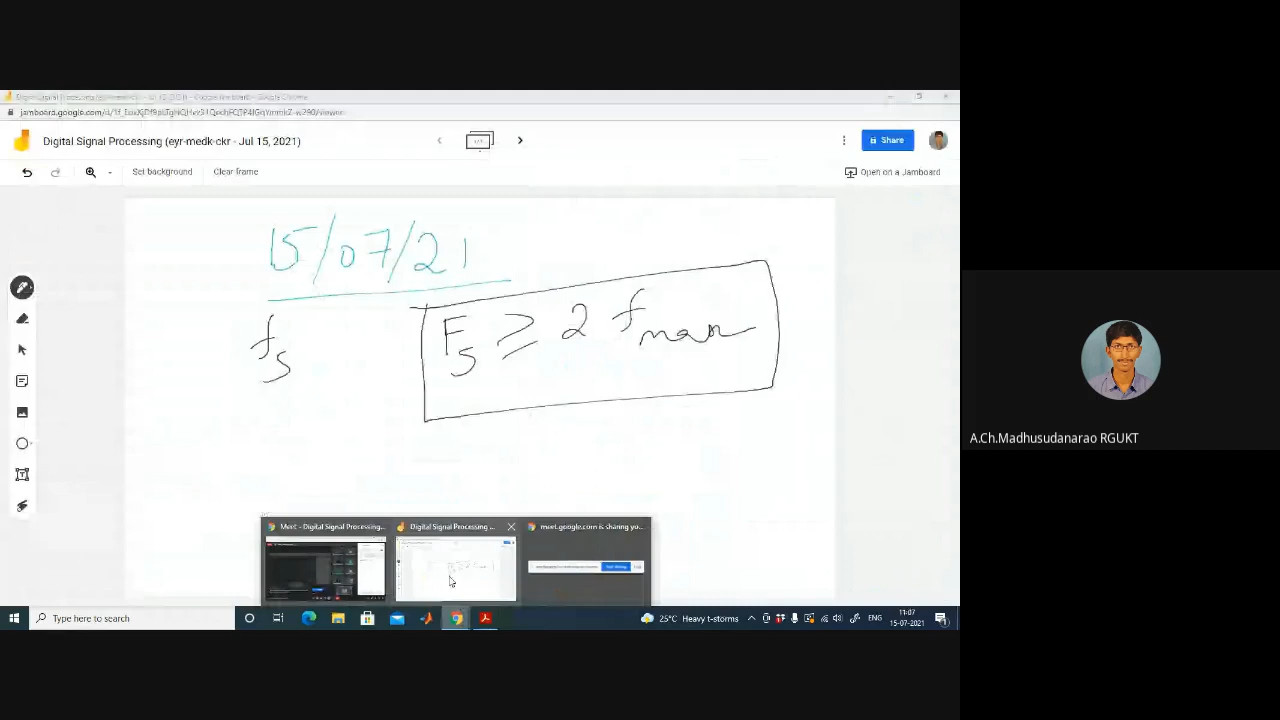 Digital Signal Processing (eyr-medk-ckr - Jul 15, 2021)
Share
Set background
Clear frame
Open on a Jamboard
15/07/21
fs
Fs ≥ 2 fmax
A.Ch.Madhusudanarao RGUKT
Meet - Digital Signal Processing...
Digital Signal Processing ...
meet.google.com is sharing yo...
Type here to search
25°C Heavy t-storms
ENG
11:07
15-07-2021